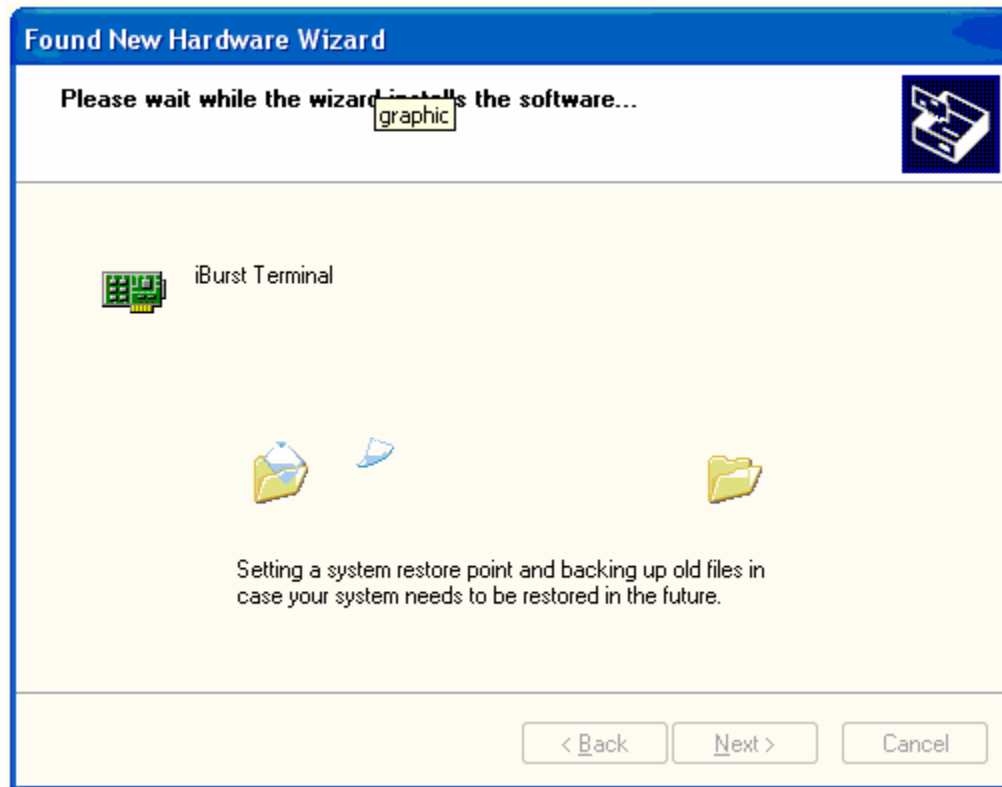 Found New Hardware Wizard
Please wait while the wizard installs the software...
graphic
iBurst Terminal
Setting a system restore point and backing up old files in
case your system needs to be restored in the future.
< Back
Next >
Cancel